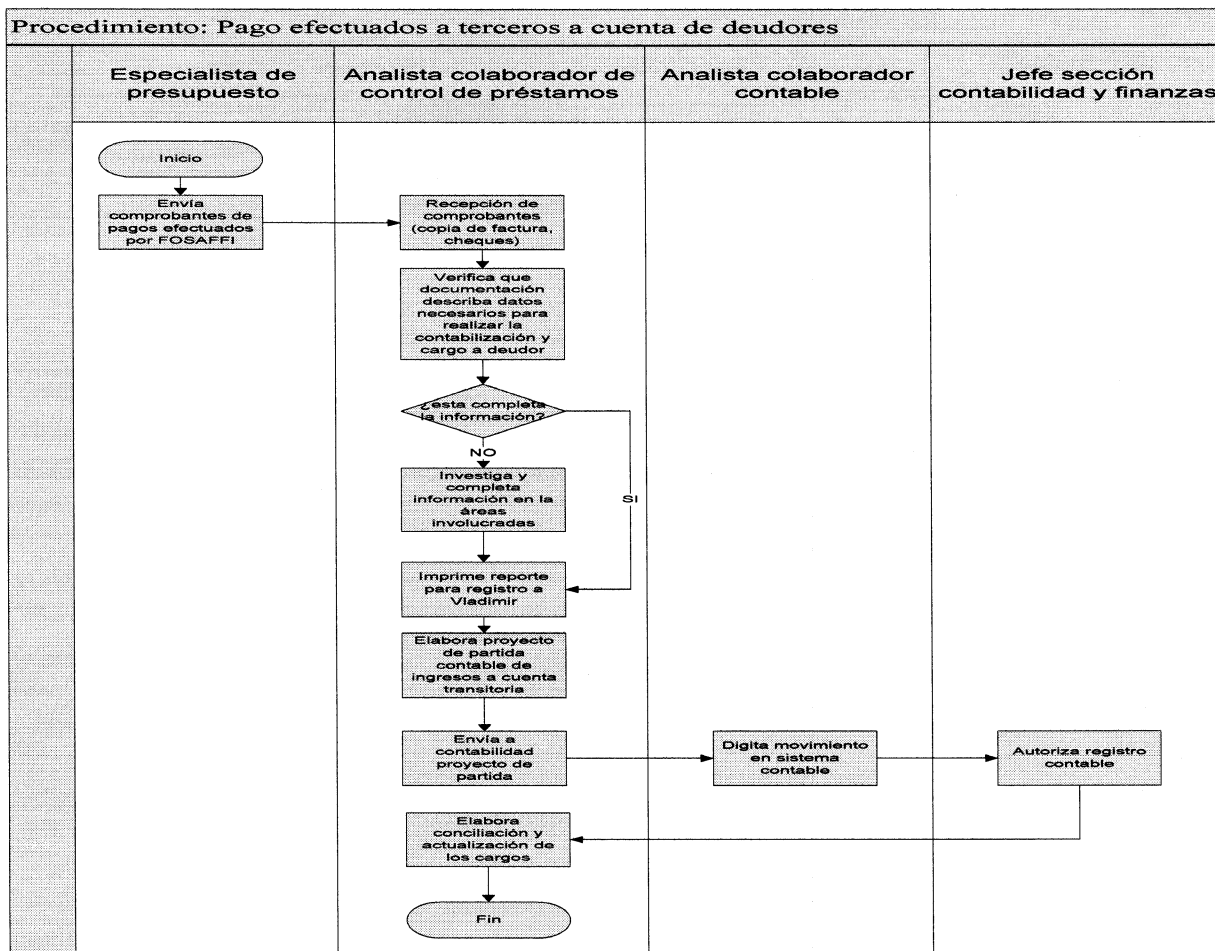 Procedimiento: Pago efectuados a terceros a cuenta de deudores
Especialista de
presupuesto
Analista colaborador de
control de préstamos
Analista colaborador
contable
Jefe sección
contabilidad y finanzas
Inicio
Envía
comprobantes de
pagos efectuados
por FOSAFFI
Recepción de
comprobantes
(copia de factura,
cheques)
Verifica que
documentación
describa datos
necesarios para
realizar la
contabilización y
cargo a deudor
¿esta completa
la información?
NO
SI
Investiga y
completa
información en la
áreas
involucradas
Imprime reporte
para registro a
Vladimir
Elabora proyecto
de partida
contable de
ingresos a cuenta
transitoria
Envía a
contabilidad
proyecto de
partida
Digita movimiento
en sistema
contable
Autoriza registro
contable
Elabora
conciliación y
actualización de
los cargos
Fin